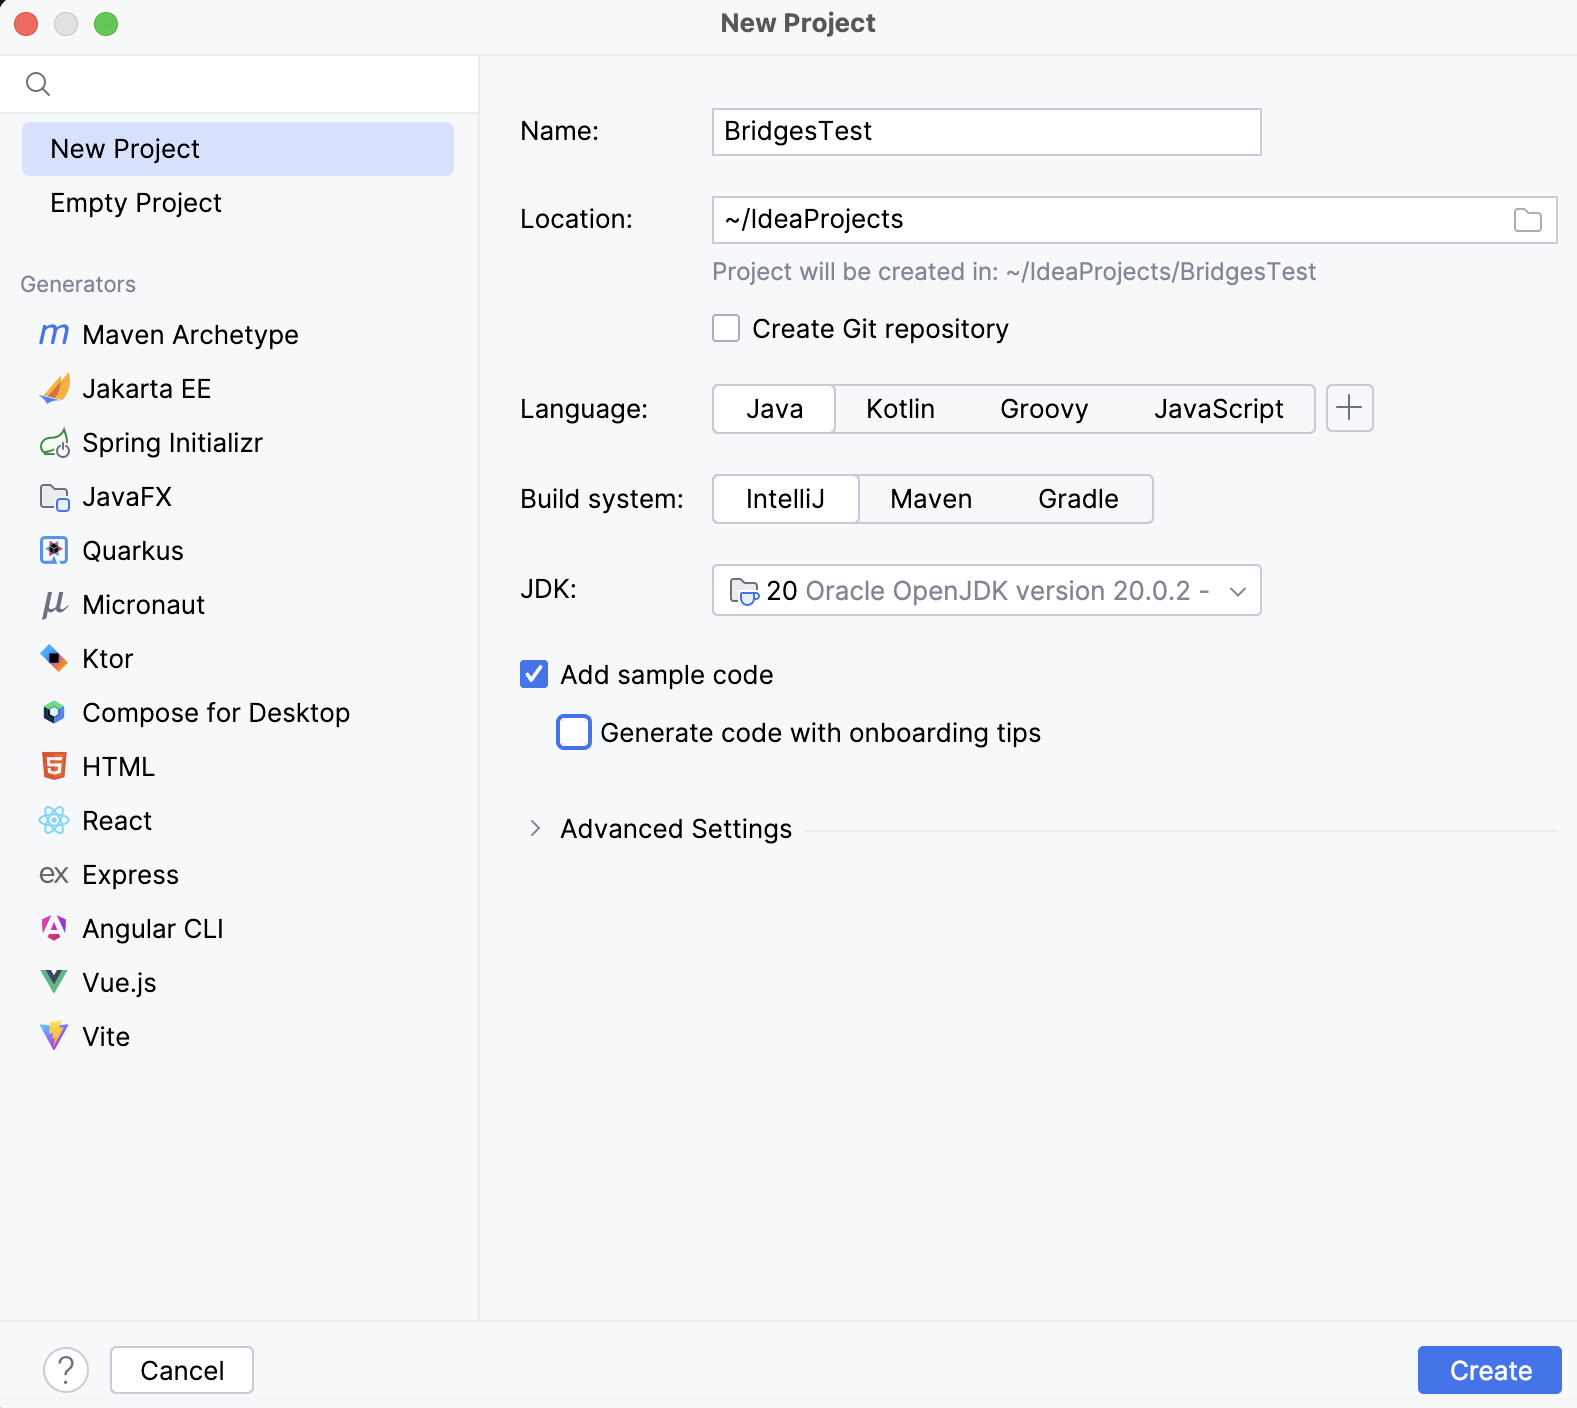 New Project
New Project
Empty Project
Generators
m Maven Archetype
Jakarta EE
Spring Initializr
JavaFX
Quarkus
μ Micronaut
Ktor
Compose for Desktop
5 HTML
React
ex Express
A Angular CLI
Vue.js
Vite
Name: BridgesTest
Location: ~/IdeaProjects
Project will be created in: ~/IdeaProjects/BridgesTest
Create Git repository
Language: Java Kotlin Groovy JavaScript +
Build system: IntelliJ Maven Gradle
JDK: 20 Oracle OpenJDK version 20.0.2 -
Add sample code
Generate code with onboarding tips
Advanced Settings
? Cancel Create